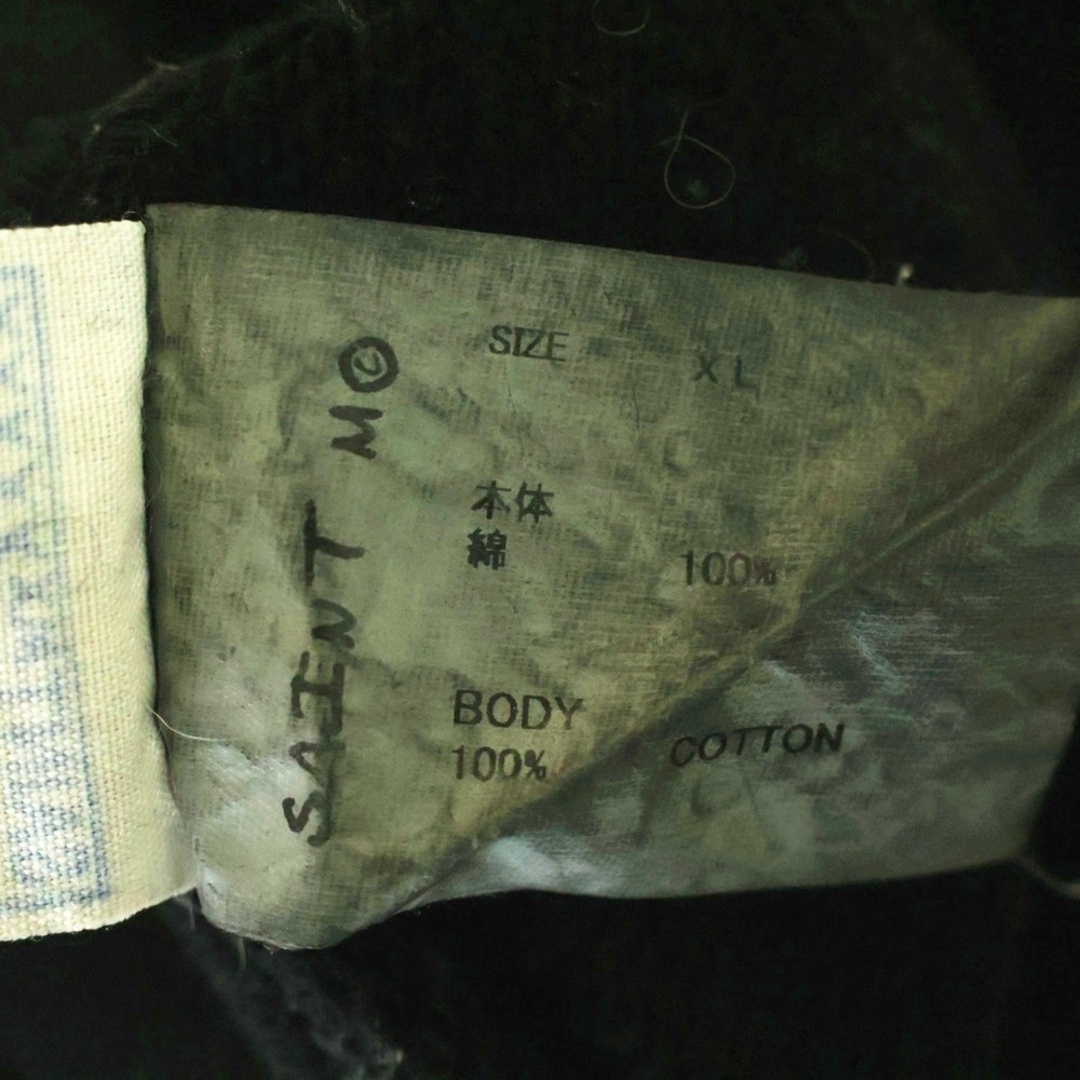 SIZE XL
本体
綿 100%
BODY
100% COTTON
SAINT M©